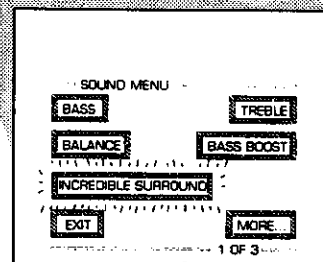 SOUND MENU
BASS TREBLE
BALANCE BASS BOOST
INCREDIBLE SURROUND
EXIT MORE...
1 OF 3